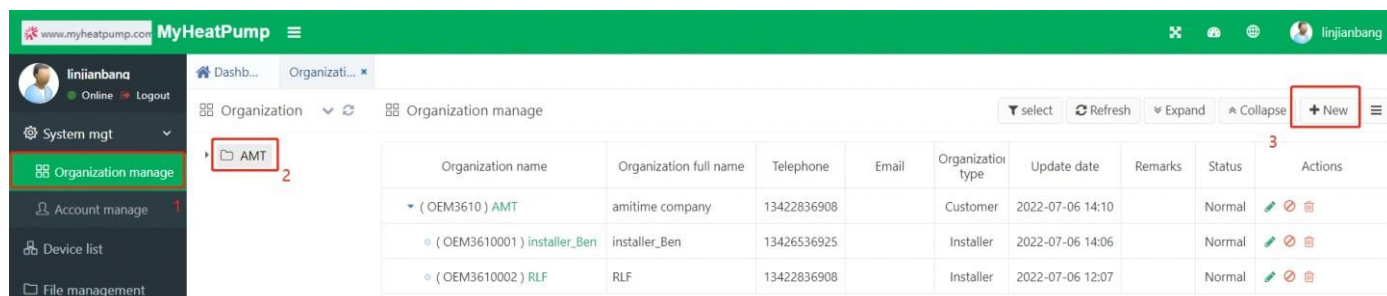 www.myheatpump.com MyHeatPump linjianbang
linjianbang
Online Logout
Dashb... Organizati... ×
Organization
Organization manage
select Refresh Expand Collapse + New
3
System mgt
AMT
2
Organization manage
1
Account manage
Device list
File management
Organization name Organization full name Telephone Email Organization type Update date Remarks Status Actions
( OEM3610 ) AMT amitime company 13422836908 Customer 2022-07-06 14:10 Normal
( OEM3610001 ) installer_Ben installer_Ben 13426536925 Installer 2022-07-06 14:06 Normal
( OEM3610002 ) RLF RLF 13422836908 Installer 2022-07-06 12:07 Normal